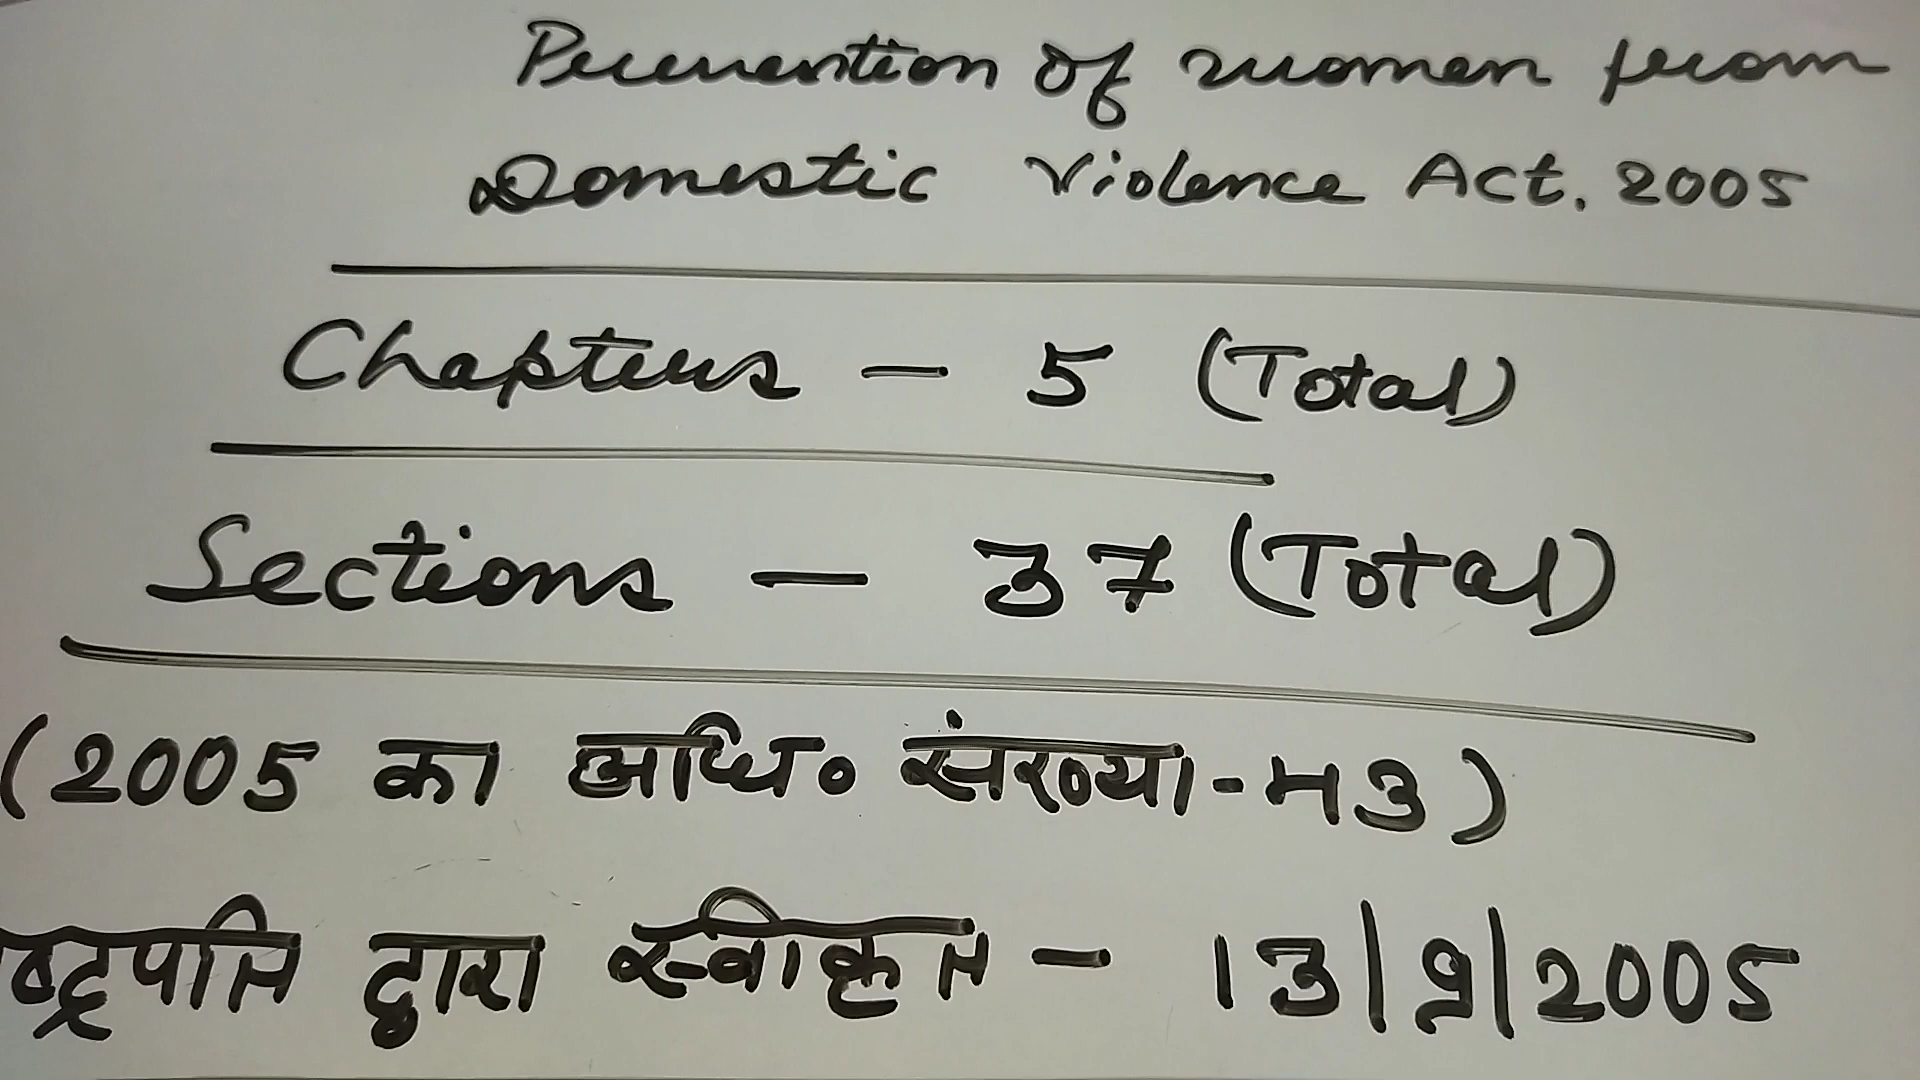 Prevention Of women from
Domestic Violence Act. 2005
Chapters - 5 (Total)
Sections - 37 (Total)
(2005 का अधि० संख्या-43)
ष्ट्रपति द्वारा स्वीकृत - 13/9/2005